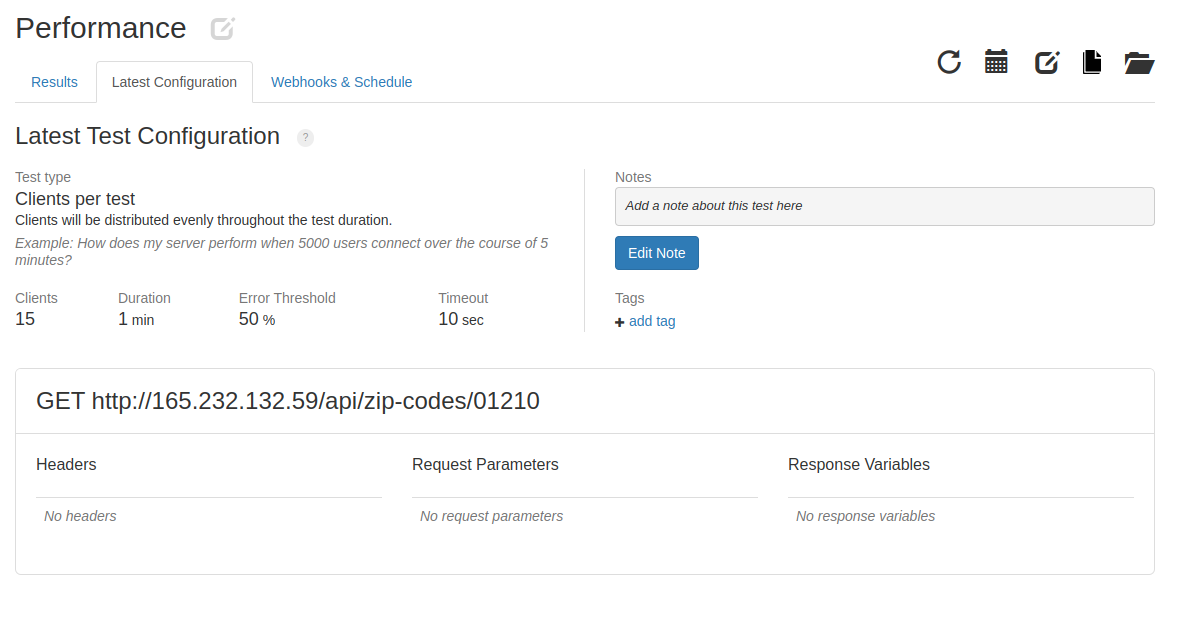 Performance
Results
Latest Configuration
Webhooks & Schedule
Latest Test Configuration ?
Test type
Clients per test
Clients will be distributed evenly throughout the test duration.
Example: How does my server perform when 5000 users connect over the course of 5
minutes?
Clients Duration Error Threshold Timeout
15 1 min 50 % 10 sec
Notes
Add a note about this test here
Edit Note
Tags
add tag
GET http://165.232.132.59/api/zip-codes/01210
Headers Request Parameters Response Variables
No headers No request parameters No response variables